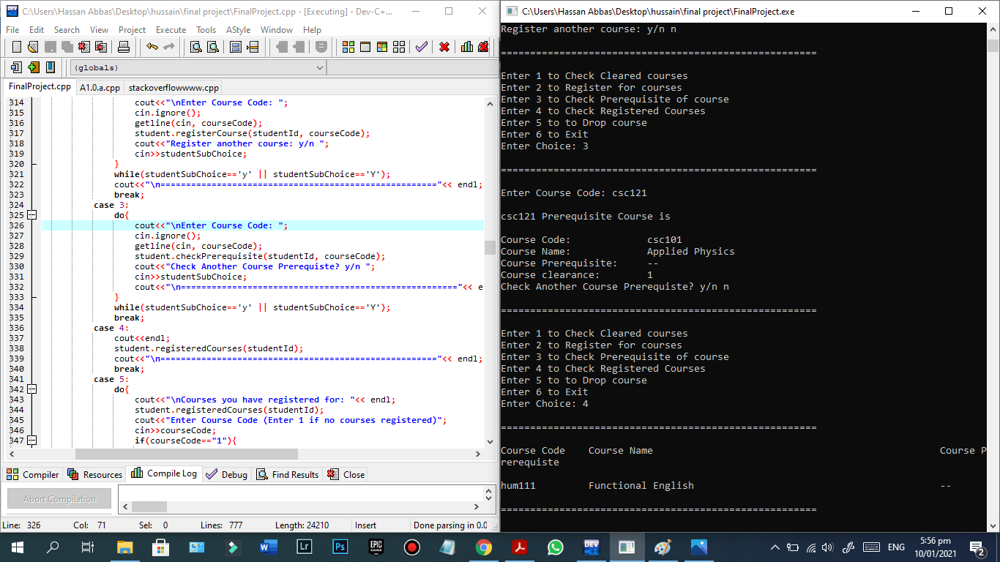 C:\Users\Hassan Abbas\Desktop\hussain\final project\FinalProject.cpp - [Executing] - Dev-C+...
File Edit Search View Project Execute Tools AStyle Window Help
(globals)
FinalProject.cpp A1.0.a.cpp stackoverflowwww.cpp
314 cout<<"\nEnter Course Code: ";
315 cin.ignore();
316 getline(cin, courseCode);
317 student.registerCourse(studentId, courseCode);
318 cout<<"Register another course: y/n ";
319 cin>>studentSubChoice;
320 }
321 while(studentSubChoice=='y' || studentSubChoice=='Y');
322 cout<<"\n======================================================"<< endl;
323 break;
324 case 3:
325 do{
326 cout<<"\nEnter Course Code: ";
327 cin.ignore();
328 getline(cin, courseCode);
329 student.checkPrerequisite(studentId, courseCode);
330 cout<<"Check Another Course Prerequiste? y/n ";
331 cin>>studentSubChoice;
332 cout<<"\n======================================================"<< e
333 }
334 while(studentSubChoice=='y' || studentSubChoice=='Y');
335 break;
336 case 4:
337 cout<<endl;
338 student.registeredCourses(studentId);
339 cout<<"\n======================================================"<< endl;
340 break;
341 case 5:
342 do{
343 cout<<"\nCourses you have registered for: "<< endl;
344 student.registeredCourses(studentId);
345 cout<<"Enter Course Code (Enter 1 if no courses registered)";
346 cin>>courseCode;
347 if(courseCode=="1"){
Compiler Resources Compile Log Debug Find Results Close
Abort Compilation
Line: 326 Col: 71 Sel: 0 Lines: 777 Length: 24210 Insert Done parsing in 0.0
C:\Users\Hassan Abbas\Desktop\hussain\final project\FinalProject.exe
Register another course: y/n n
======================================================
Enter 1 to Check Cleared courses
Enter 2 to Register for courses
Enter 3 to Check Prerequisite of course
Enter 4 to Check Registered Courses
Enter 5 to to Drop course
Enter 6 to Exit
Enter Choice: 3
======================================================
Enter Course Code: csc121
csc121 Prerequisite Course is
Course Code: csc101
Course Name: Applied Physics
Course Prerequisite: --
Course clearance: 1
Check Another Course Prerequiste? y/n n
======================================================
Enter 1 to Check Cleared courses
Enter 2 to Register for courses
Enter 3 to Check Prerequisite of course
Enter 4 to Check Registered Courses
Enter 5 to to Drop course
Enter 6 to Exit
Enter Choice: 4
======================================================
Course Code Course Name Course P
rerequiste
hum111 Functional English --
======================================================
W Lr Ps EPIC GAMES DEV ENG 5:56 pm
10/01/2021 2